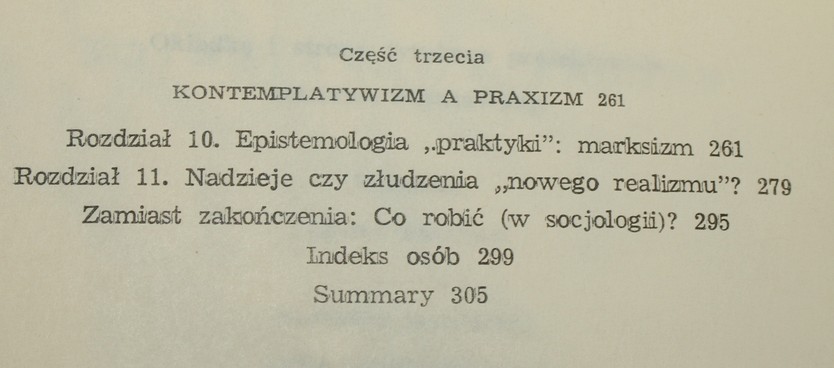 Część trzecia
KONTEMPLATYWIZM A PRAXIZM 261
Rozdział 10. Epistemologia „praktyki”: marksizm 261
Rozdział 11. Nadzieje czy złudzenia „nowego realizmu”? 279
Zamiast zakończenia: Co robić (w socjologii)? 295
Indeks osób 299
Summary 305